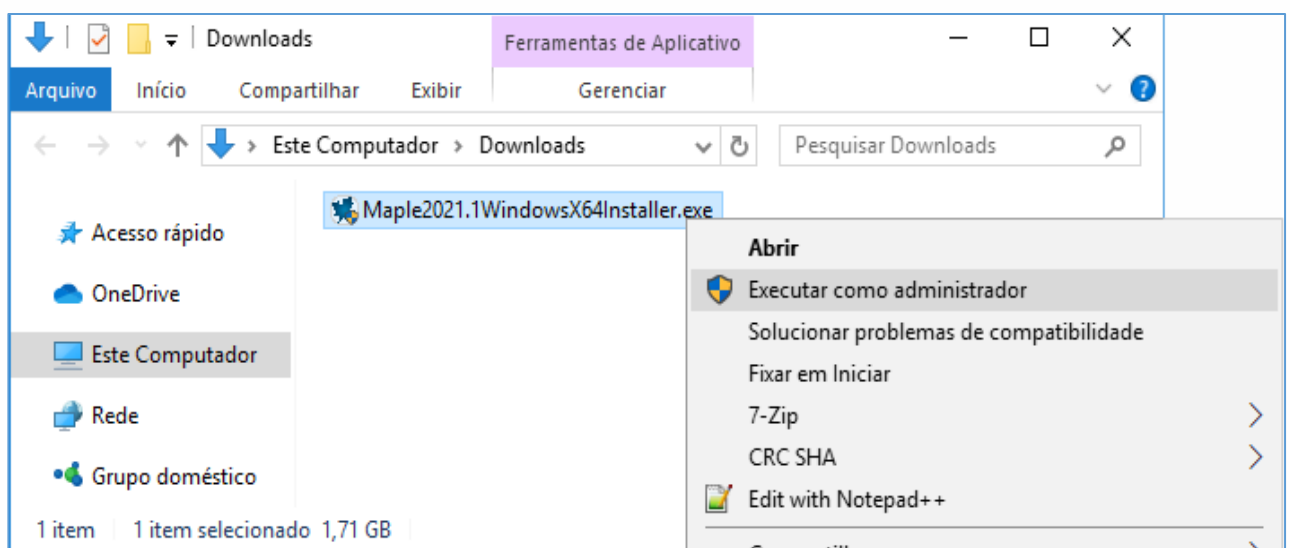 Downloads
Ferramentas de Aplicativo
Arquivo Início Compartilhar Exibir Gerenciar
Este Computador Downloads Pesquisar Downloads
Maple2021.1WindowsX64Installer.exe
Acesso rápido
OneDrive
Este Computador
Rede
Grupo doméstico
Abrir
Executar como administrador
Solucionar problemas de compatibilidade
Fixar em Iniciar
7-Zip
CRC SHA
Edit with Notepad++
1 item 1 item selecionado 1,71 GB